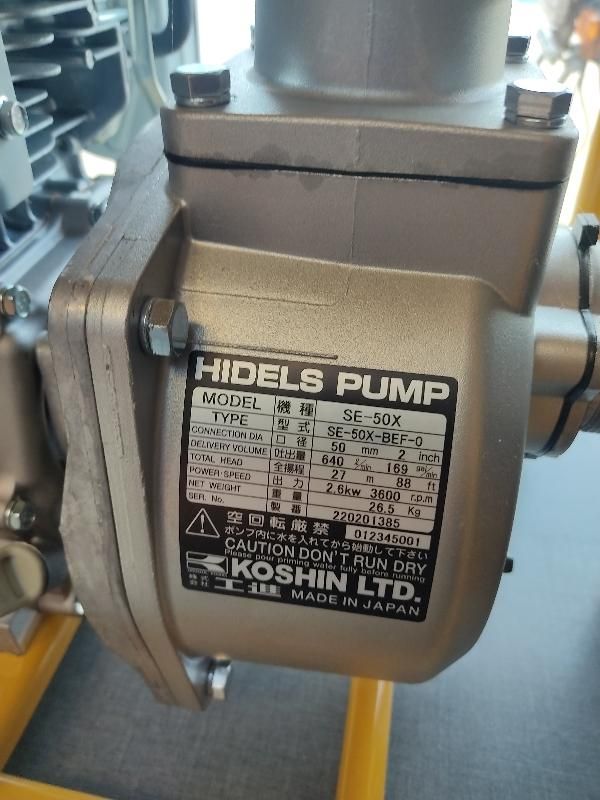 HIDELS PUMP
MODEL 機種 SE-50X
TYPE 型式 SE-50X-BEF-0
CONNECTION DIA 口径 50 mm 2 inch
DELIVERY VOLUME 吐出量 640 ℓ/min 169 gal/min
TOTAL HEAD 全揚程 27 m 88 ft
POWER·SPEED 出力 2.6kw 3600 r.p.m
NET WEIGHT 重量 26.5 Kg
SER. No. 製番 220201385
012345001
空回転厳禁
ポンプ内に水を入れてから始動して下さい
CAUTION DON'T RUN DRY
Please pour priming water fully before running
KOSHIN LTD.
株式会社 工進 MADE IN JAPAN